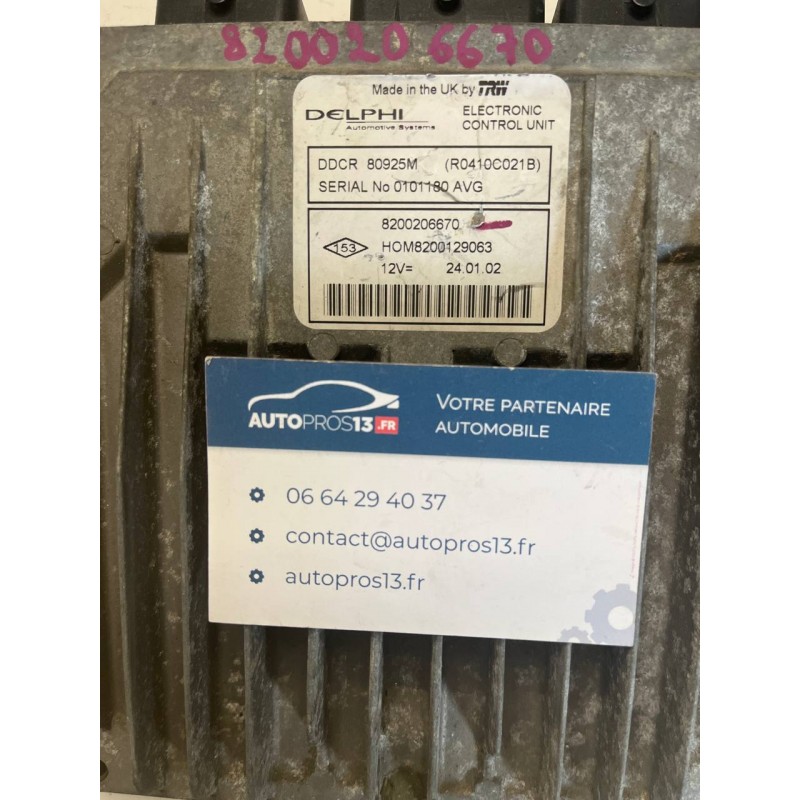 8200206670
Made in the UK by TRW
DELPHI
Automotive Systems
ELECTRONIC
CONTROL UNIT
DDCR 80925M (R0410C021B)
SERIAL No 0101180 AVG
8200206670
153
HOM8200129063
12V= 24.01.02
AUTOPROS13.FR
VOTRE PARTENAIRE
AUTOMOBILE
06 64 29 40 37
contact@autopros13.fr
autopros13.fr